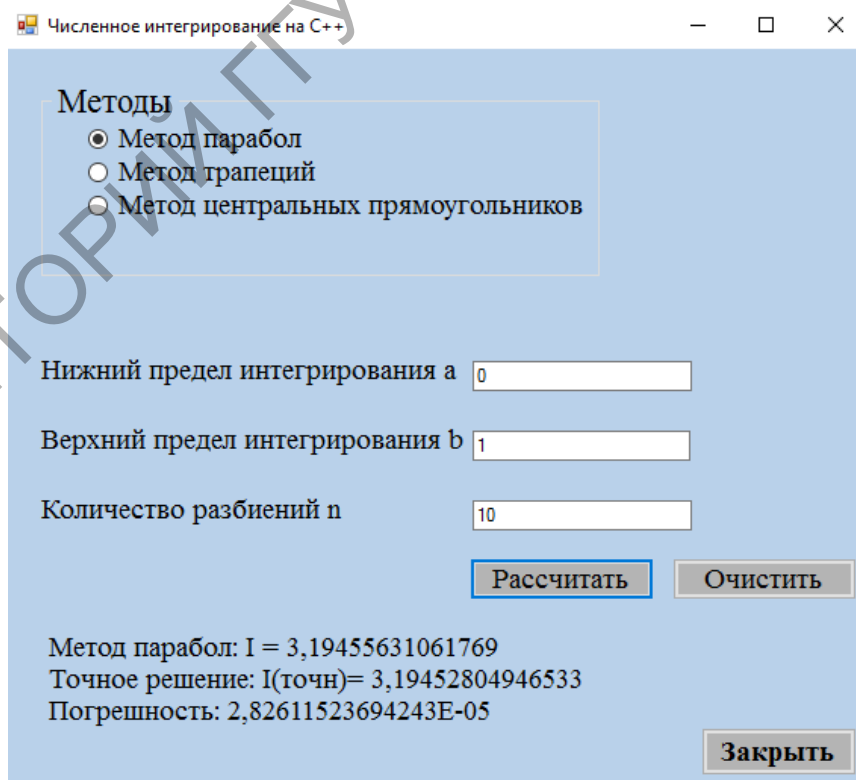 Численное интегрирование на C++
Методы
Метод парабол
Метод трапеций
Метод центральных прямоугольников
Нижний предел интегрирования a 0
Верхний предел интегрирования b 1
Количество разбиений n 10
Рассчитать Очистить
Метод парабол: I = 3,19455631061769
Точное решение: I(точн)= 3,19452804946533
Погрешность: 2,82611523694243E-05
Закрыть
ТОРИЙ ГГУ